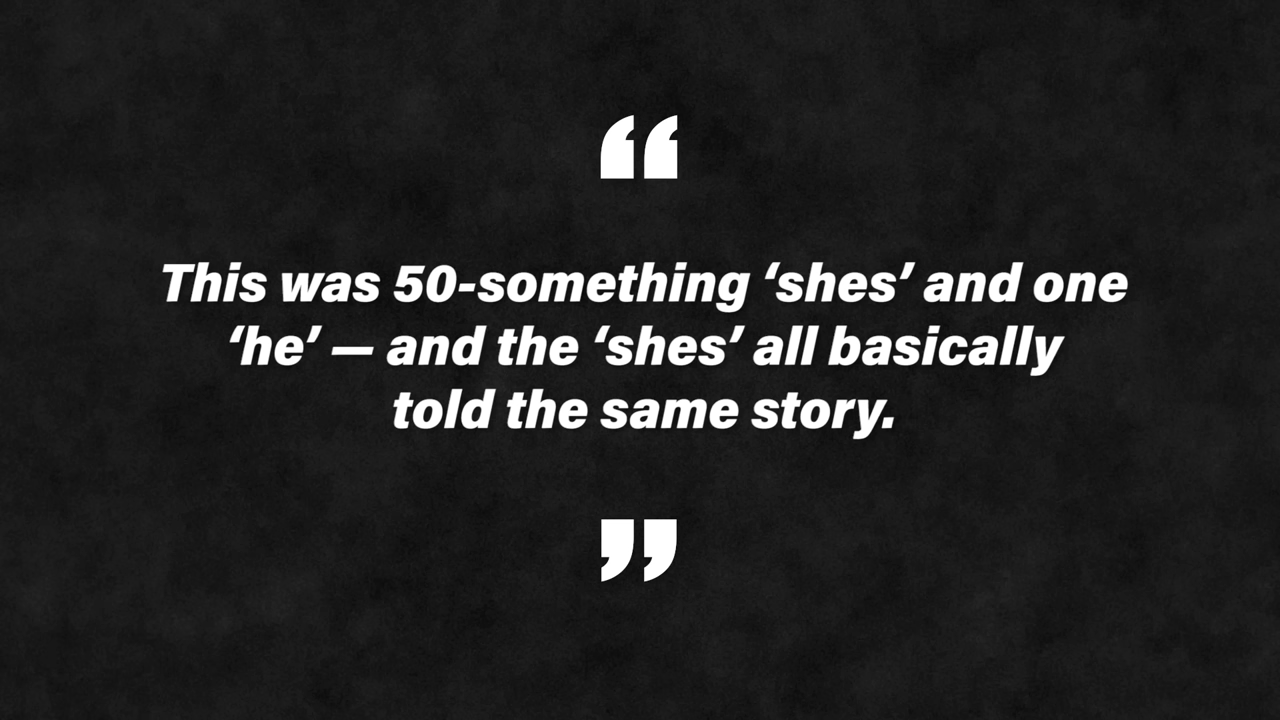 “
This was 50-something ‘shes’ and one
‘he’ — and the ‘shes’ all basically
told the same story.
”